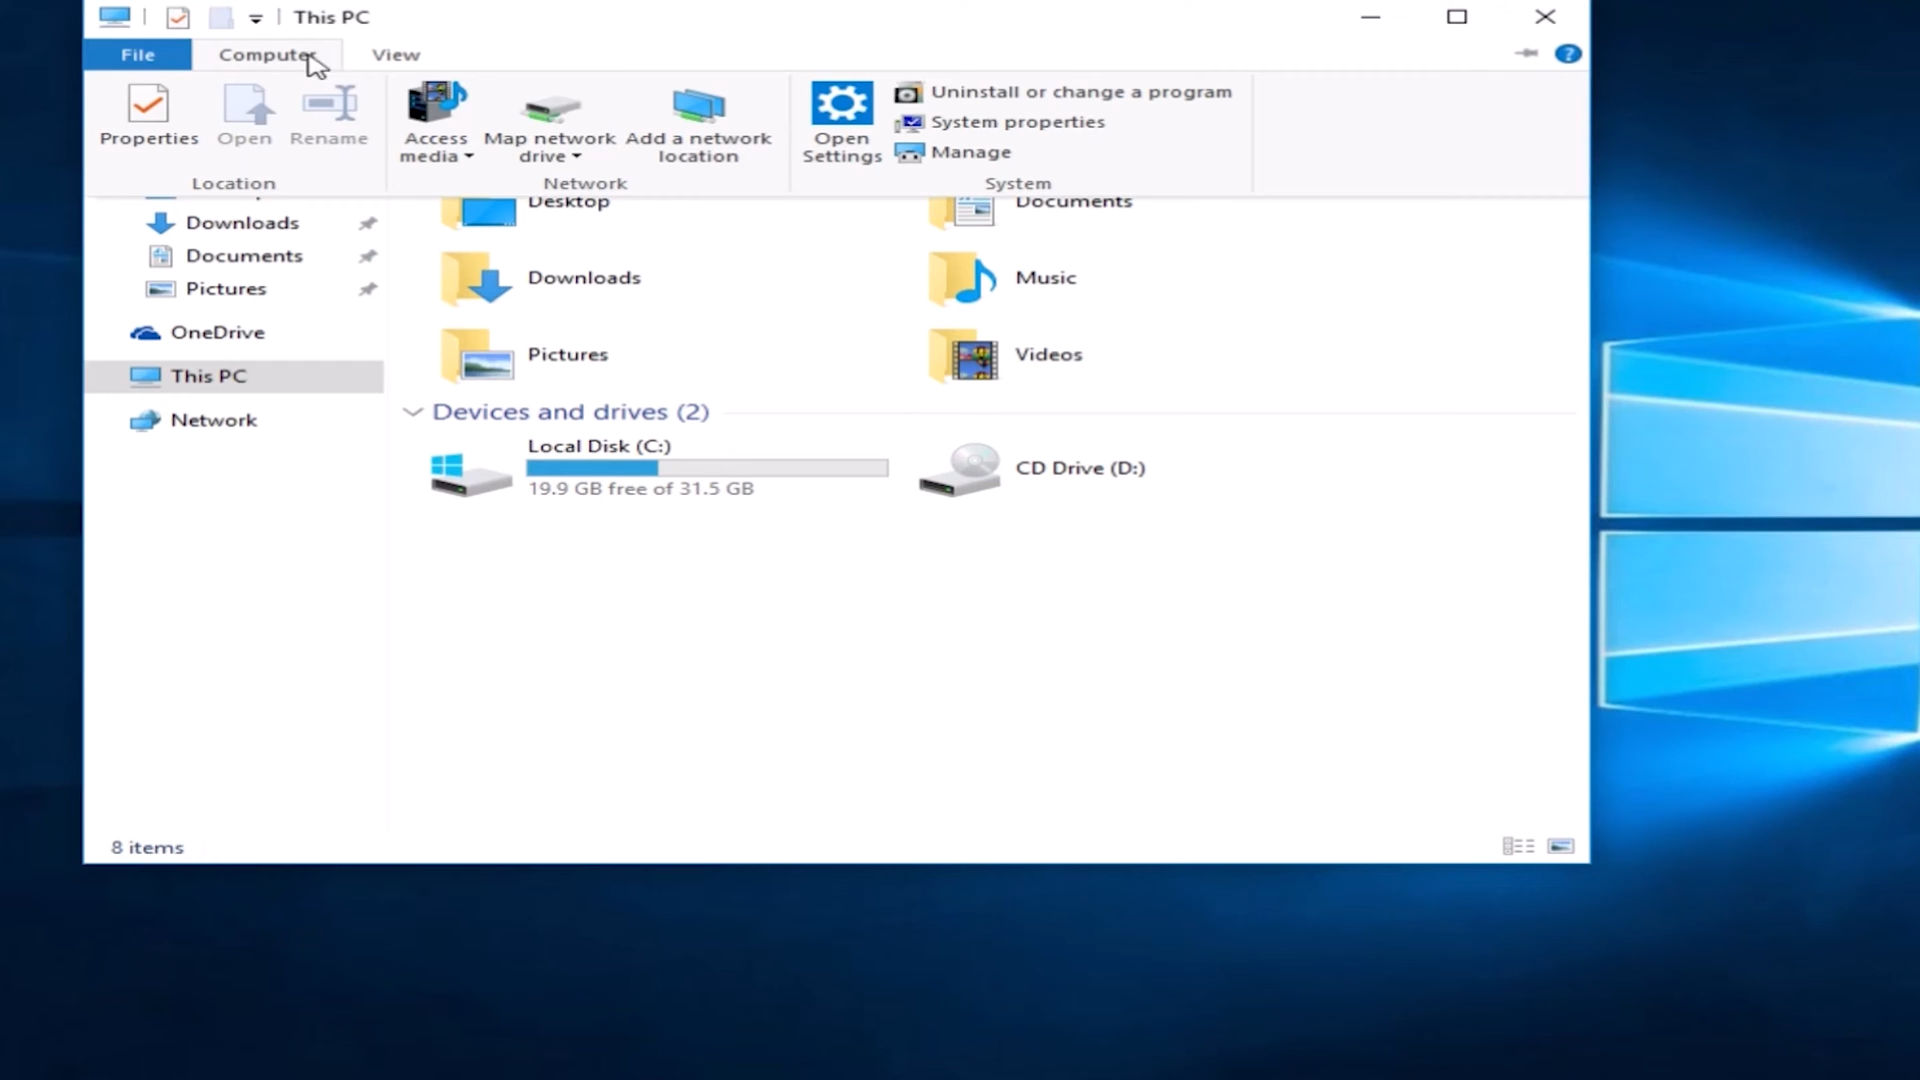 This PC
File Computer View ?
Properties Open Rename Access media Map network drive Add a network location Open Settings Uninstall or change a program
System properties
Manage
Location Network System
Desktop Documents
Downloads
Documents
Pictures
OneDrive
This PC
Network
Downloads Music
Pictures Videos
Devices and drives (2)
Local Disk (C:)
19.9 GB free of 31.5 GB
CD Drive (D:)
8 items